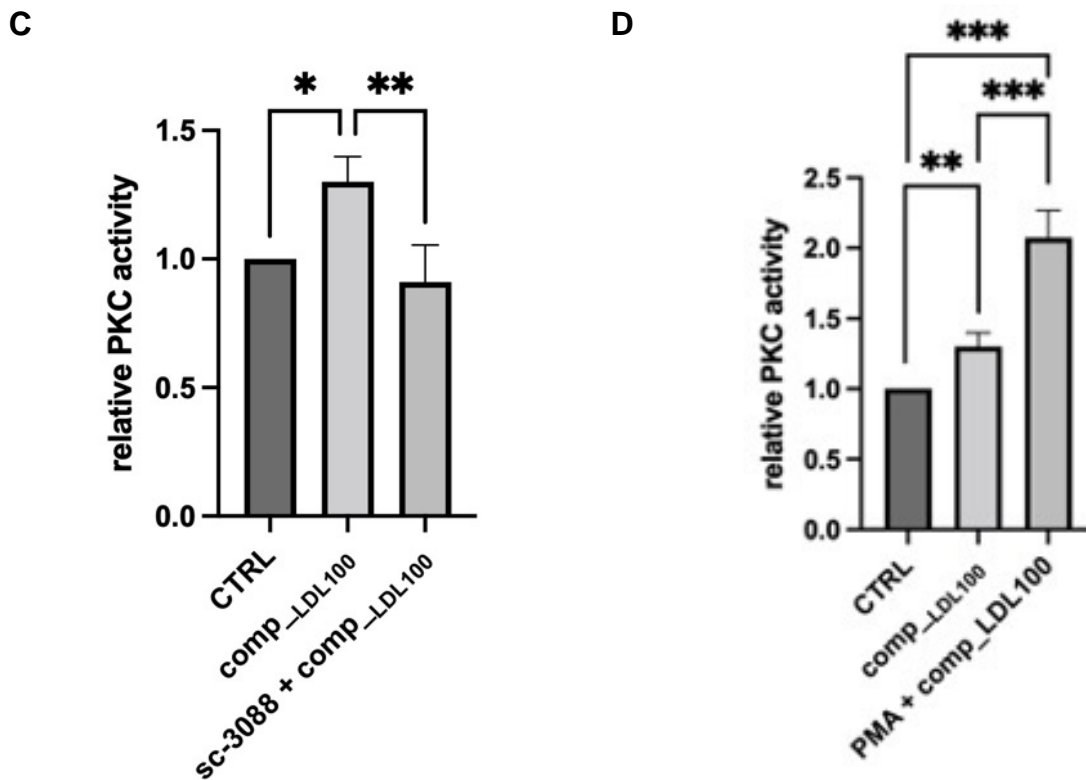 C
* **
1.5
1.0
0.5
0.0
relative PKC activity
CTRL
comp_LDL100
sc-3088 + comp_LDL100
D
***
***
**
2.5
2.0
1.5
1.0
0.5
0.0
relative PKC activity
CTRL
comp_LDL100
PMA + comp_LDL100